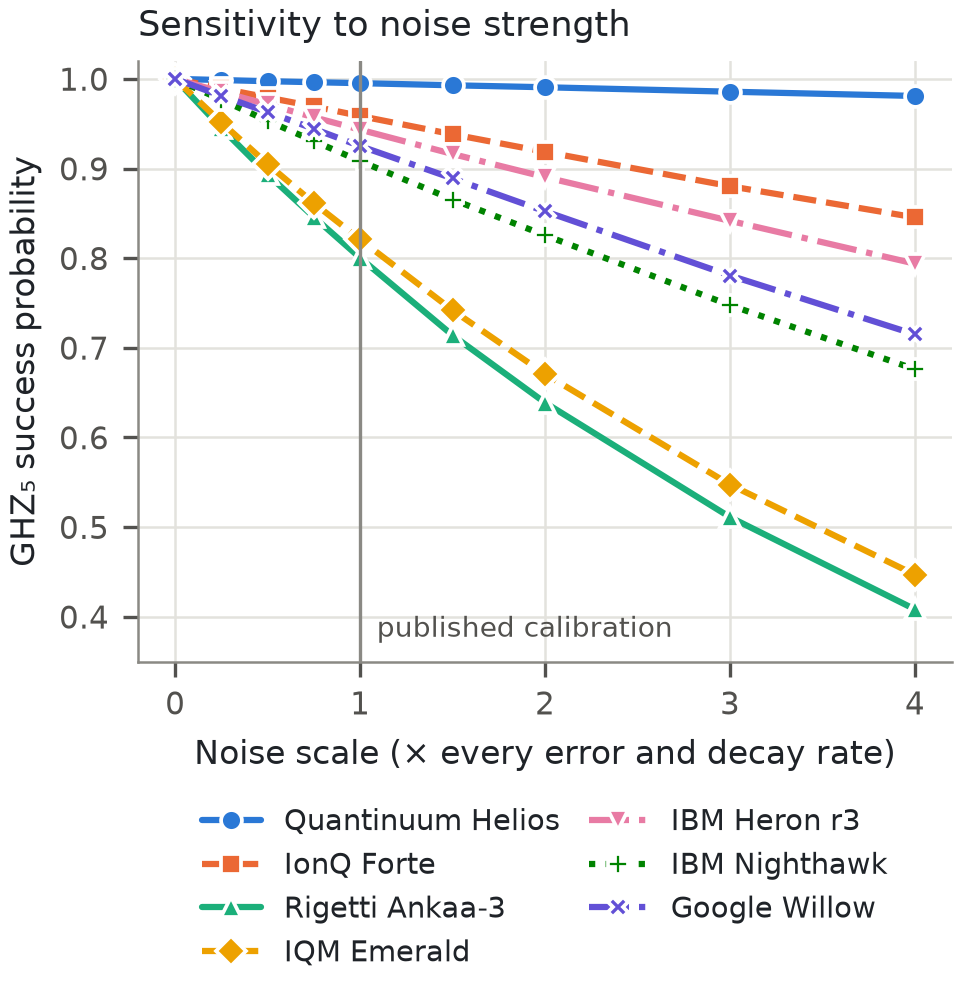 Sensitivity to noise strength
GHZ₅ success probability
1.0
0.9
0.8
0.7
0.6
0.5
0.4
published calibration
0 1 2 3 4
Noise scale (× every error and decay rate)
Quantinuum Helios
IonQ Forte
Rigetti Ankaa-3
IQM Emerald
IBM Heron r3
IBM Nighthawk
Google Willow